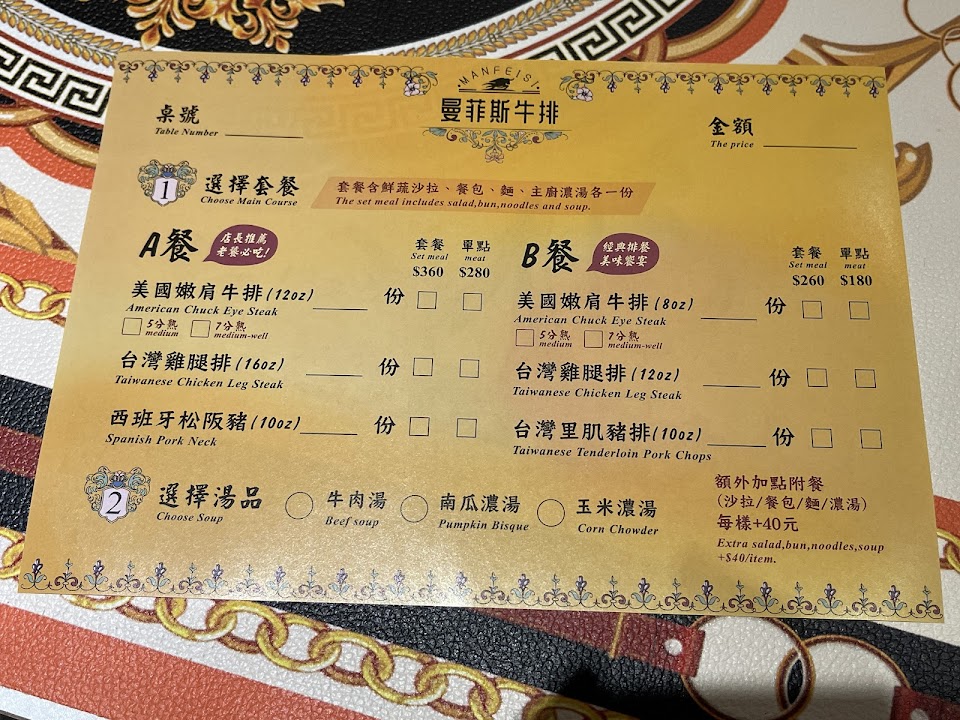 MANFEISI
曼菲斯牛排
桌號
Table Number
金額
The price
1
選擇套餐
Choose Main Course
套餐含鮮蔬沙拉、餐包、麵、主廚濃湯各一份
The set meal includes salad,bun,noodles and soup.
A餐
店長推薦
老饕必吃!
套餐 單點
Set meal meat
$360 $280
美國嫩肩牛排(12oz) 份
American Chuck Eye Steak
5分熟 7分熟
medium medium-well
台灣雞腿排(16oz) 份
Taiwanese Chicken Leg Steak
西班牙松阪豬(10oz) 份
Spanish Pork Neck
B餐
經典排餐
美味饗宴
套餐 單點
Set meal meat
$260 $180
美國嫩肩牛排(8oz) 份
American Chuck Eye Steak
5分熟 7分熟
medium medium-well
台灣雞腿排(12oz) 份
Taiwanese Chicken Leg Steak
台灣里肌豬排(10oz) 份
Taiwanese Tenderloin Pork Chops
2
選擇湯品
Choose Soup
牛肉湯
Beef soup
南瓜濃湯
Pumpkin Bisque
玉米濃湯
Corn Chowder
額外加點附餐
(沙拉/餐包/麵/濃湯)
每樣+40元
Extra salad,bun,noodles,soup
+$40/item.